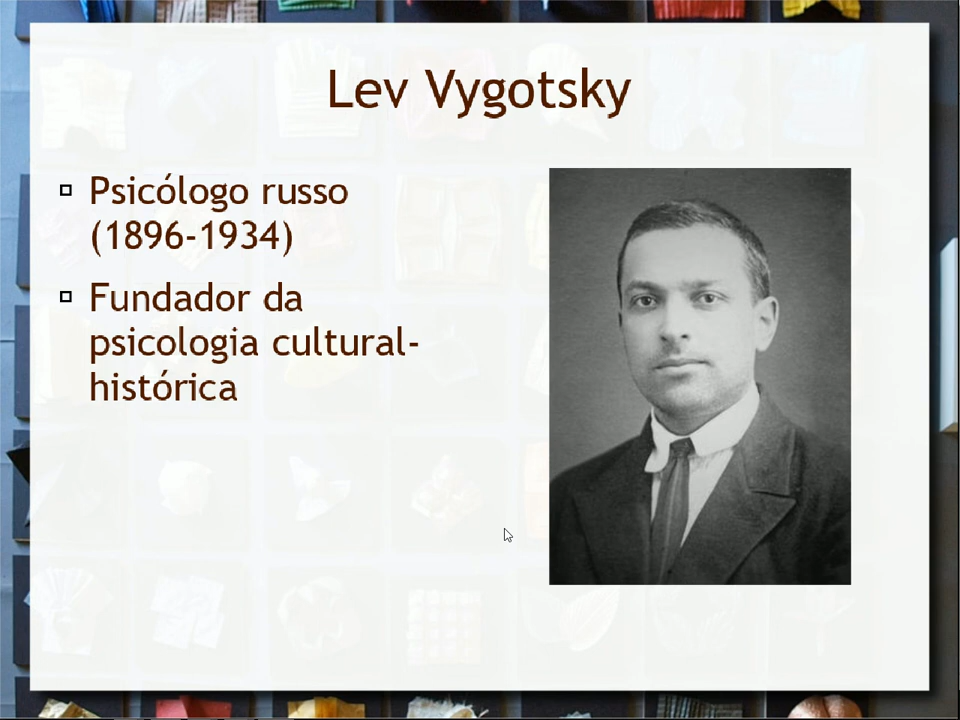 Lev Vygotsky
Psicólogo russo
(1896-1934)
Fundador da
psicologia cultural-
histórica